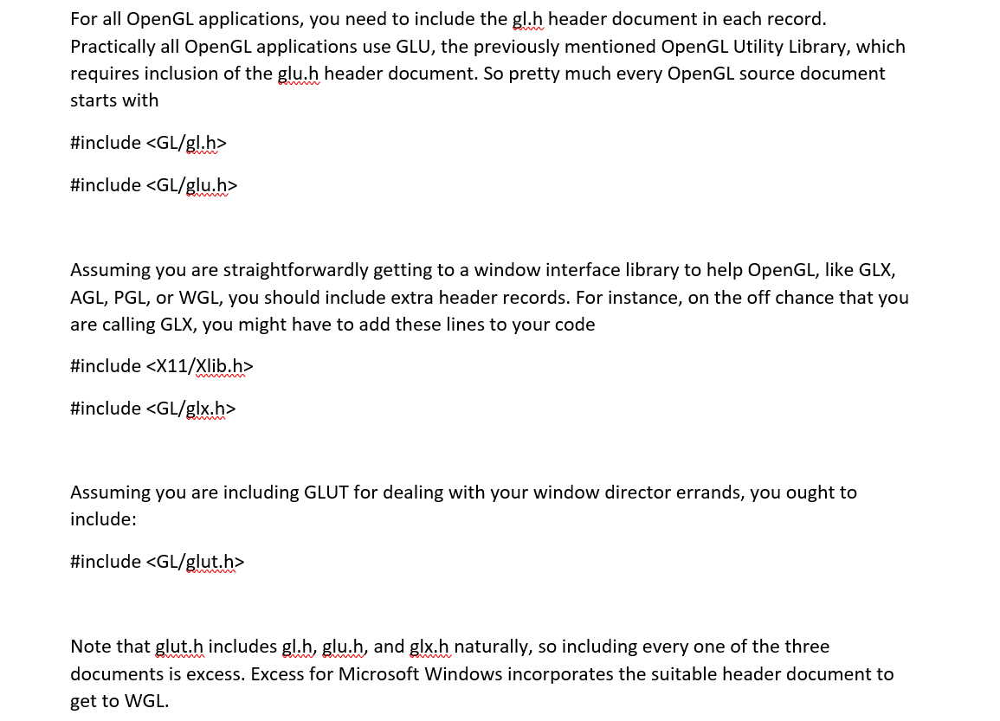 For all OpenGL applications, you need to include the gl.h header document in each record.
Practically all OpenGL applications use GLU, the previously mentioned OpenGL Utility Library, which
requires inclusion of the glu.h header document. So pretty much every OpenGL source document
starts with
#include <GL/gl.h>
#include <GL/glu.h>
Assuming you are straightforwardly getting to a window interface library to help OpenGL, like GLX,
AGL, PGL, or WGL, you should include extra header records. For instance, on the off chance that you
are calling GLX, you might have to add these lines to your code
#include <X11/Xlib.h>
#include <GL/glx.h>
Assuming you are including GLUT for dealing with your window director errands, you ought to
include:
#include <GL/glut.h>
Note that glut.h includes gl.h, glu.h, and glx.h naturally, so including every one of the three
documents is excess. Excess for Microsoft Windows incorporates the suitable header document to
get to WGL.